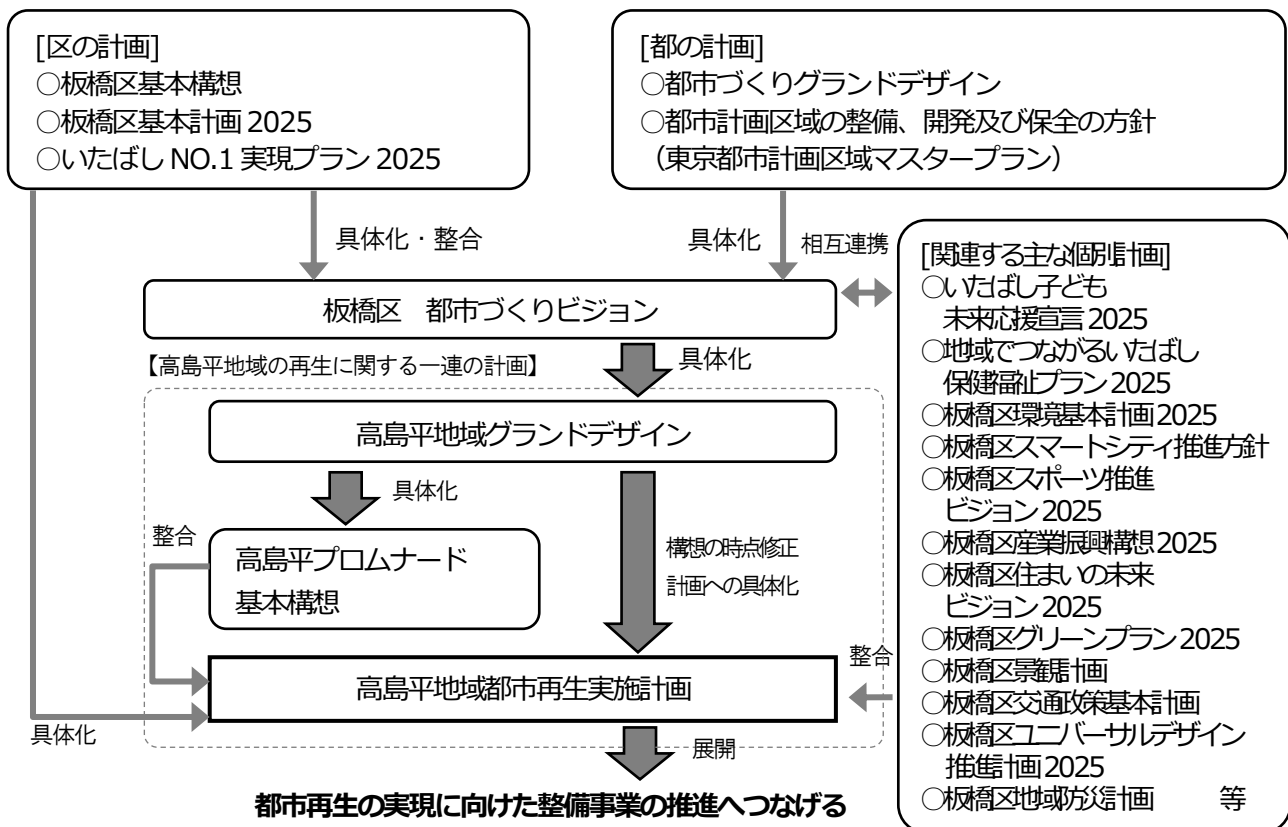 [区の計画]
○板橋区基本構想
○板橋区基本計画 2025
○いたばし NO.1 実現プラン 2025
[都の計画]
○都市づくりグランドデザイン
○都市計画区域の整備、開発及び保全の方針
（東京都市計画区域マスタープラン）
具体化・整合
具体化
相互連携
板橋区　都市づくりビジョン
【高島平地域の再生に関する一連の計画】
具体化
高島平地域グランドデザイン
具体化
整合
高島平プロムナード
基本構想
構想の時点修正
計画への具体化
高島平地域都市再生実施計画
整合
具体化
展開
都市再生の実現に向けた整備事業の推進へつなげる
[関連する主な個別計画]
○いたばし子ども
未来応援宣言 2025
○地域でつながるいたばし
保健福祉プラン 2025
○板橋区環境基本計画 2025
○板橋区スマートシティ推進方針
○板橋区スポーツ推進
ビジョン 2025
○板橋区産業振興構想 2025
○板橋区住まいの未来
ビジョン 2025
○板橋区グリーンプラン 2025
○板橋区景観計画
○板橋区交通政策基本計画
○板橋区ユニバーサルデザイン
推進計画 2025
○板橋区地域防災計画　　等